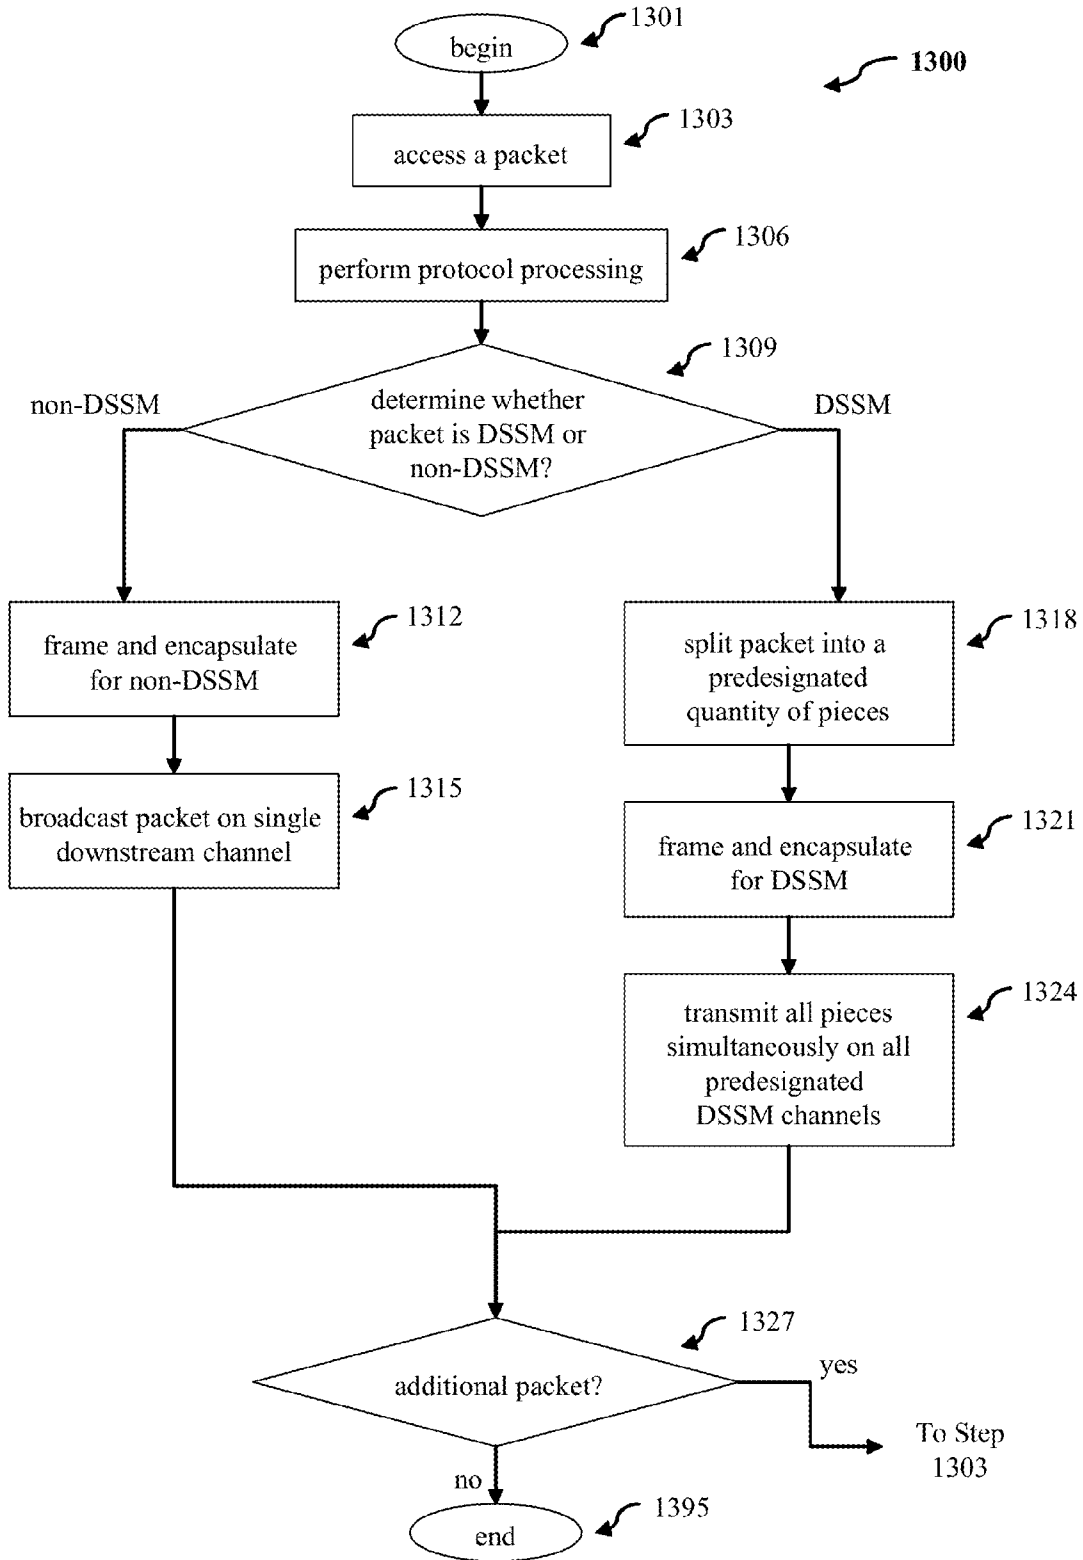 1301
begin
1300
1303
access a packet
1306
perform protocol processing
1309
non-DSSM
DSSM
determine whether
packet is DSSM or
non-DSSM?
1312
frame and encapsulate
for non-DSSM
1315
broadcast packet on single
downstream channel
1318
split packet into a
predesignated
quantity of pieces
1321
frame and encapsulate
for DSSM
1324
transmit all pieces
simultaneously on all
predesignated
DSSM channels
1327
additional packet?
yes
To Step
1303
no
1395
end